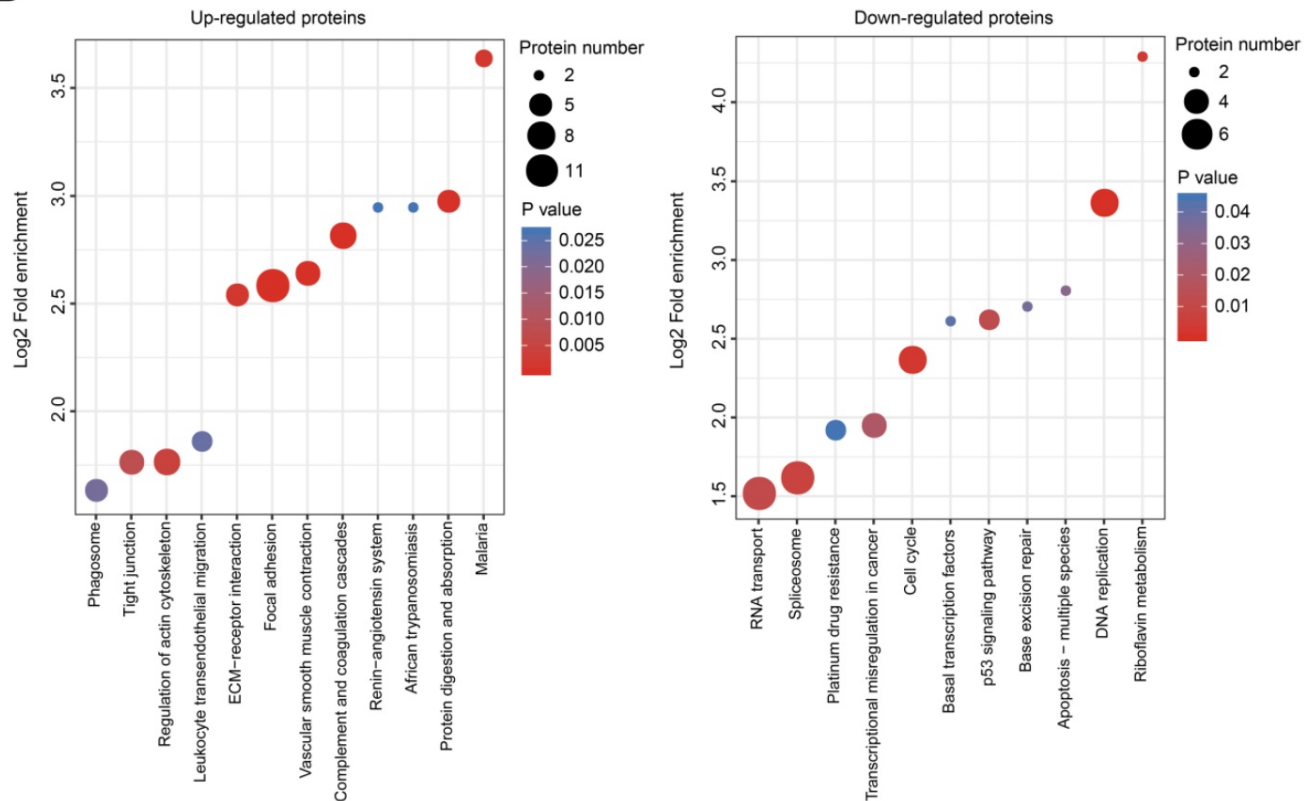 Up-regulated proteins
Log2 Fold enrichment
3.5
3.0
2.5
2.0
Phagosome
Tight junction
Regulation of actin cytoskeleton
Leukocyte transendothelial migration
ECM−receptor interaction
Focal adhesion
Vascular smooth muscle contraction
Complement and coagulation cascades
Renin−angiotensin system
African trypanosomiasis
Protein digestion and absorption
Malaria
Protein number
2
5
8
11
P value
0.025
0.020
0.015
0.010
0.005
Down-regulated proteins
Log2 Fold enrichment
4.0
3.5
3.0
2.5
2.0
1.5
RNA transport
Spliceosome
Platinum drug resistance
Transcriptional misregulation in cancer
Cell cycle
Basal transcription factors
p53 signaling pathway
Base excision repair
Apoptosis − multiple species
DNA replication
Riboflavin metabolism
Protein number
2
4
6
P value
0.04
0.03
0.02
0.01